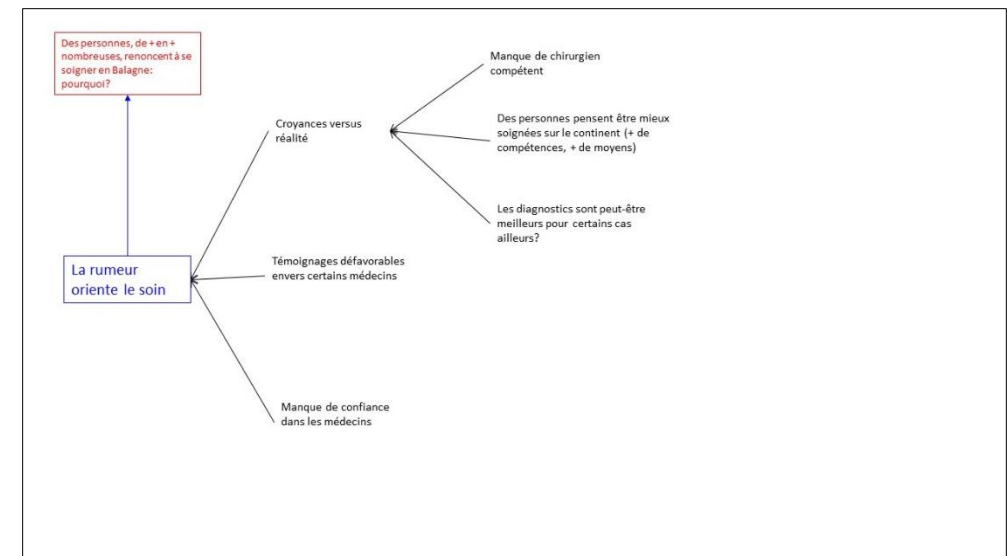 Des personnes, de + en +
nombreuses, renoncent à se
soigner en Balagne:
pourquoi?
Manque de chirurgien
compétent
Croyances versus
réalité
Des personnes pensent être mieux
soignées sur le continent (+ de
compétences, + de moyens)
Les diagnostics sont peut-être
meilleurs pour certains cas
ailleurs?
La rumeur
oriente le soin
Témoignages défavorables
envers certains médecins
Manque de confiance
dans les médecins